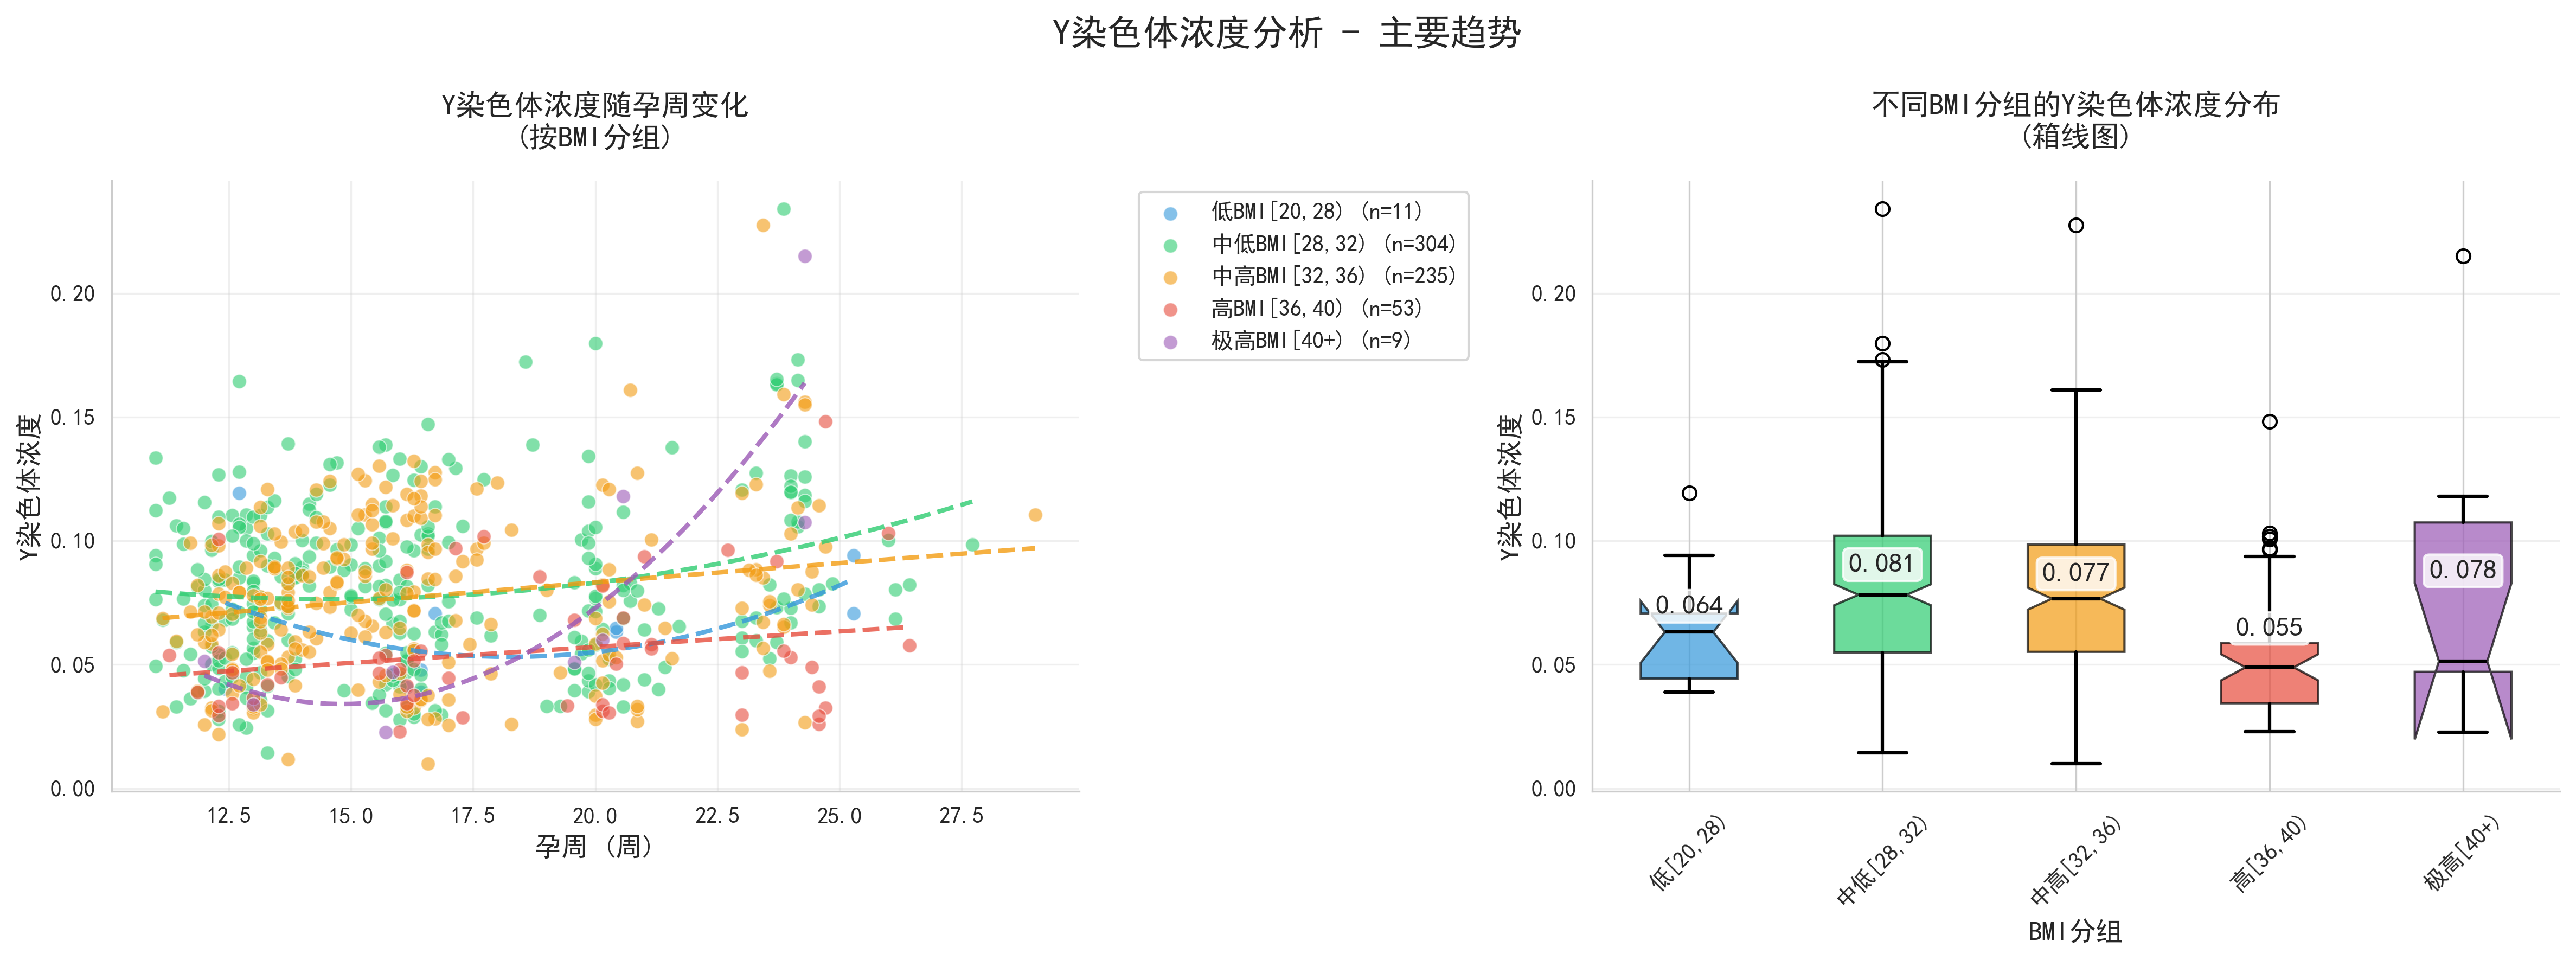 Y染色体浓度分析 - 主要趋势
Y染色体浓度随孕周变化
(按BMI分组)
Y染色体浓度
0.20
0.15
0.10
0.05
0.00
12.5
15.0
17.5
20.0
22.5
25.0
27.5
孕周 (周)
低BMI[20,28) (n=11)
中低BMI[28,32) (n=304)
中高BMI[32,36) (n=235)
高BMI[36,40) (n=53)
极高BMI[40+) (n=9)
不同BMI分组的Y染色体浓度分布
(箱线图)
Y染色体浓度
0.20
0.15
0.10
0.05
0.00
0.064
0.081
0.077
0.055
0.078
低[20,28)
中低[28,32)
中高[32,36)
高[36,40)
极高[40+)
BMI分组